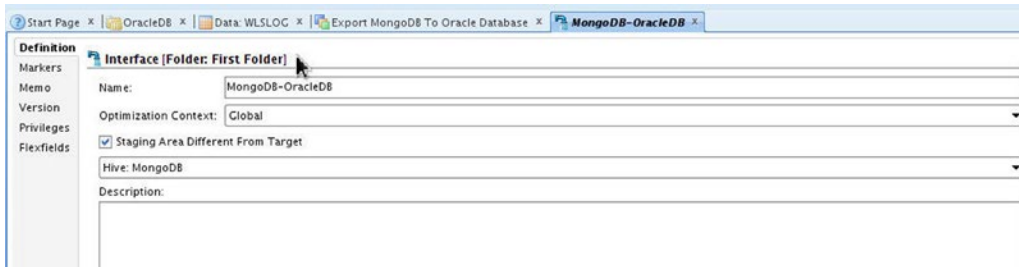 Start Page x OracleDB x Data: WLSLOG x Export MongoDB To Oracle Database x MongoDB-OracleDB x
Definition
Interface [Folder: First Folder]
Markers
Memo
Name: MongoDB-OracleDB
Version
Optimization Context: Global
Privileges
Staging Area Different From Target
Flexfields
Hive: MongoDB
Description: